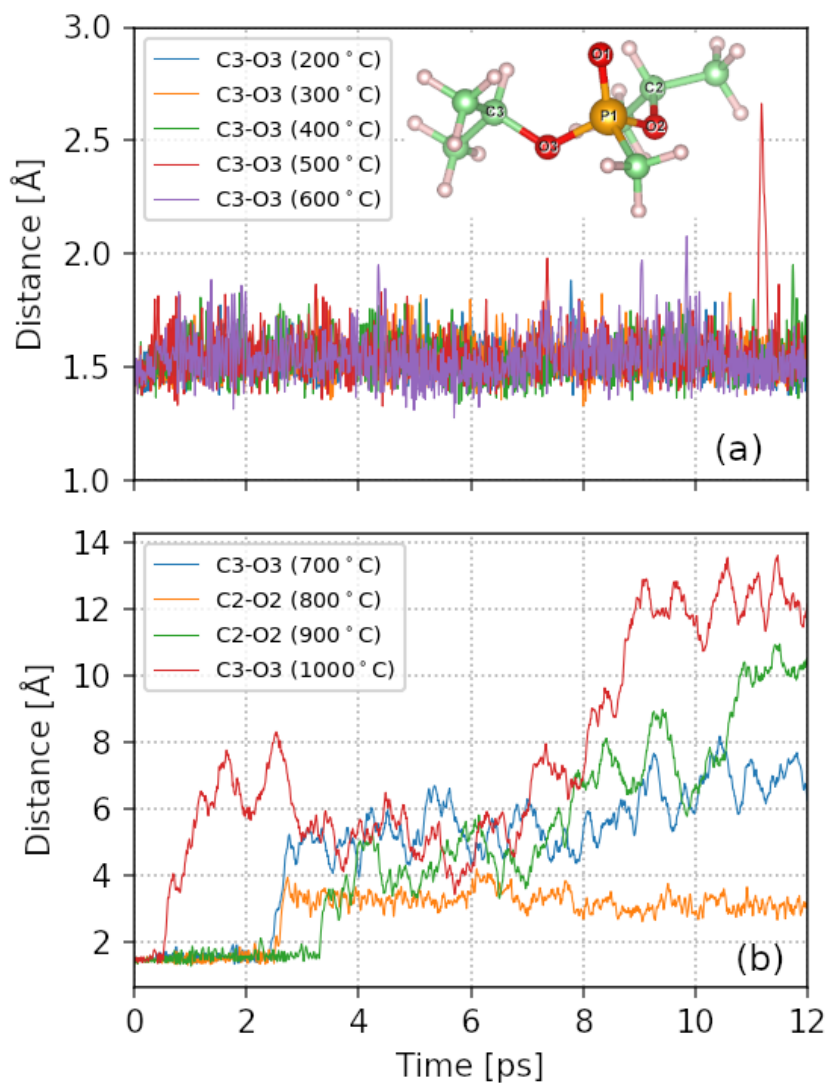 3.0
2.5
2.0
1.5
1.0
Distance [Å]
C3-O3 (200°C)
C3-O3 (300°C)
C3-O3 (400°C)
C3-O3 (500°C)
C3-O3 (600°C)
O1
C2
C3
P1
O2
O3
(a)
14
12
10
8
6
4
2
Distance [Å]
C3-O3 (700°C)
C2-O2 (800°C)
C2-O2 (900°C)
C3-O3 (1000°C)
(b)
0 2 4 6 8 10 12
Time [ps]